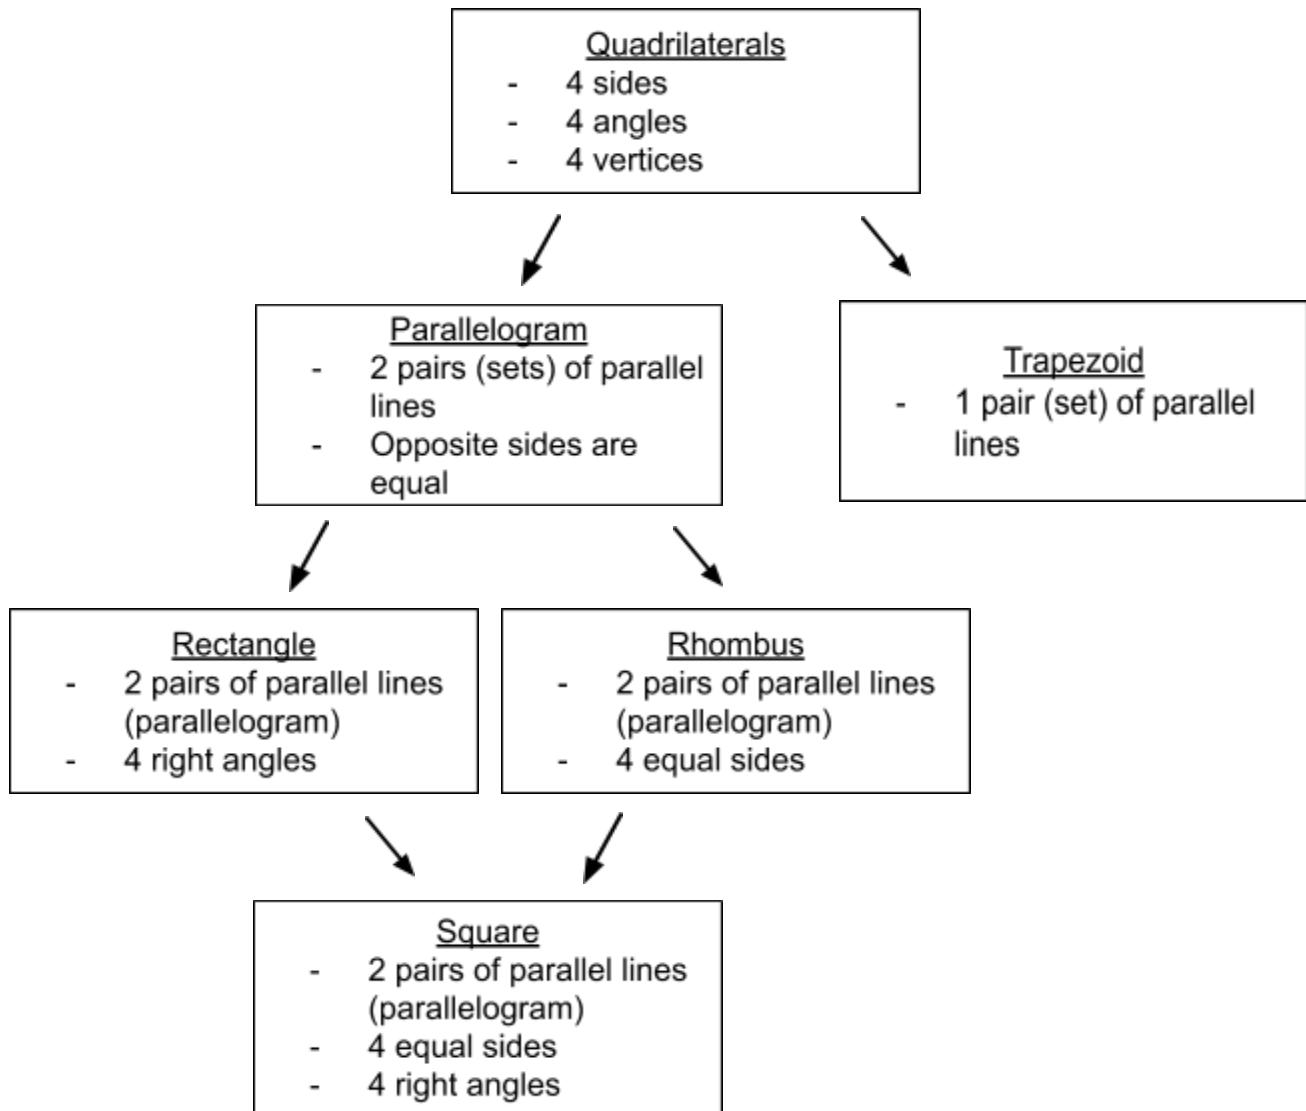 Quadrilaterals
- 4 sides
- 4 angles
- 4 vertices
Parallelogram
- 2 pairs (sets) of parallel
lines
- Opposite sides are
equal
Trapezoid
- 1 pair (set) of parallel
lines
Rectangle
- 2 pairs of parallel lines
(parallelogram)
- 4 right angles
Rhombus
- 2 pairs of parallel lines
(parallelogram)
- 4 equal sides
Square
- 2 pairs of parallel lines
(parallelogram)
- 4 equal sides
- 4 right angles